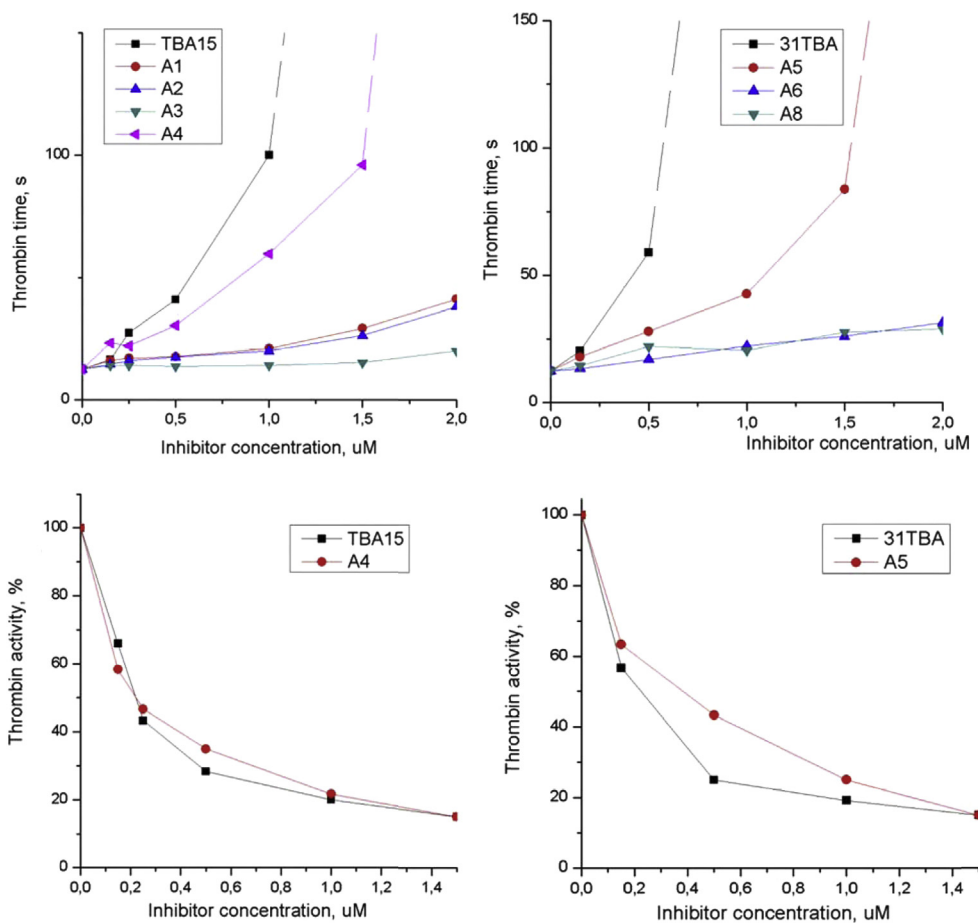 TBA15
A1
A2
A3
A4
Thrombin time, s
100
50
0
0,0 0,5 1,0 1,5 2,0
Inhibitor concentration, uM
31TBA
A5
A6
A8
Thrombin time, s
150
100
50
0
0,0 0,5 1,0 1,5 2,0
Inhibitor concentration, uM
TBA15
A4
Thrombin activity, %
100
80
60
40
20
0
0,0 0,2 0,4 0,6 0,8 1,0 1,2 1,4
Inhibitor concentration, uM
31TBA
A5
Thrombin activity, %
100
80
60
40
20
0
0,0 0,2 0,4 0,6 0,8 1,0 1,2 1,4
Inhibitor concentration, uM